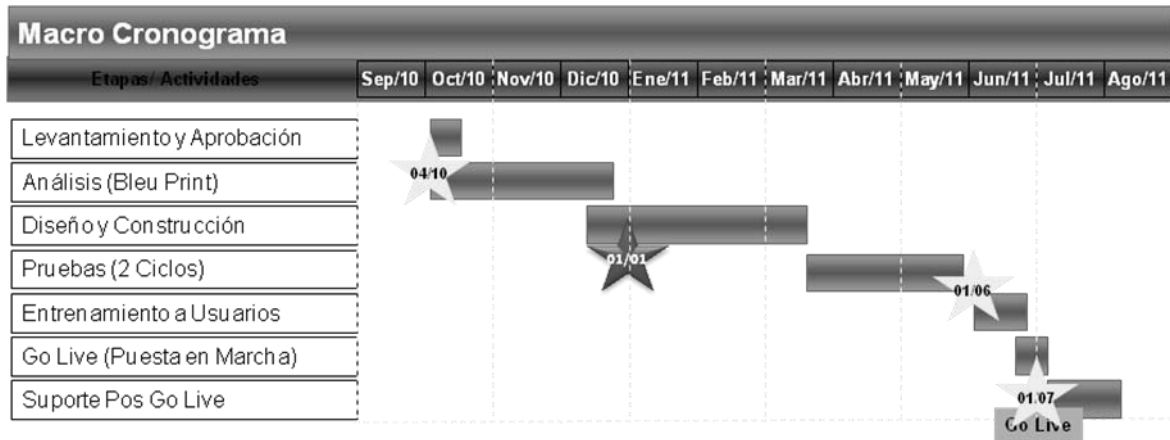 Macro Cronograma
Etapas/ Actividades Sep/10 Oct/10 Nov/10 Dic/10 Ene/11 Feb/11 Mar/11 Abr/11 May/11 Jun/11 Jul/11 Ago/11
Levantamiento y Aprobación
04/10
Análisis (Bleu Print)
Diseño y Construcción
01/01
Pruebas (2 Ciclos)
01/06
Entrenamiento a Usuarios
Go Live (Puesta en Marcha)
Suporte Pos Go Live
01/07
Go Live